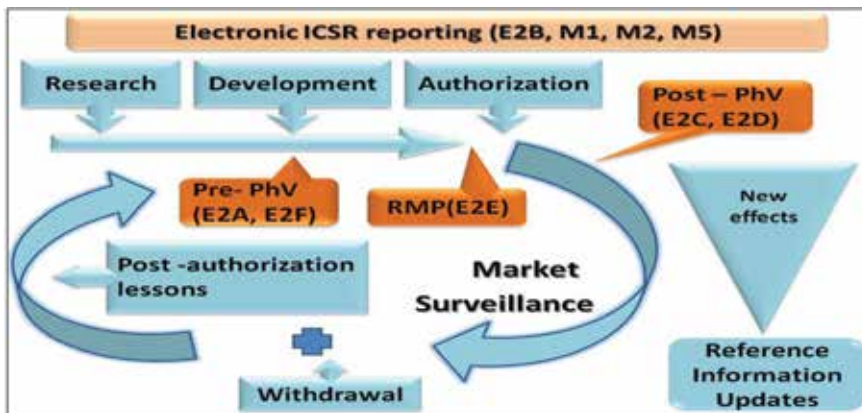 Electronic ICSR reporting (E2B, M1, M2, M5)
Research
Development
Authorization
Post – PhV
(E2C, E2D)
Pre- PhV
(E2A, E2F)
RMP(E2E)
New
effects
Post -authorization
lessons
Market
Surveillance
Withdrawal
Reference
Information
Updates